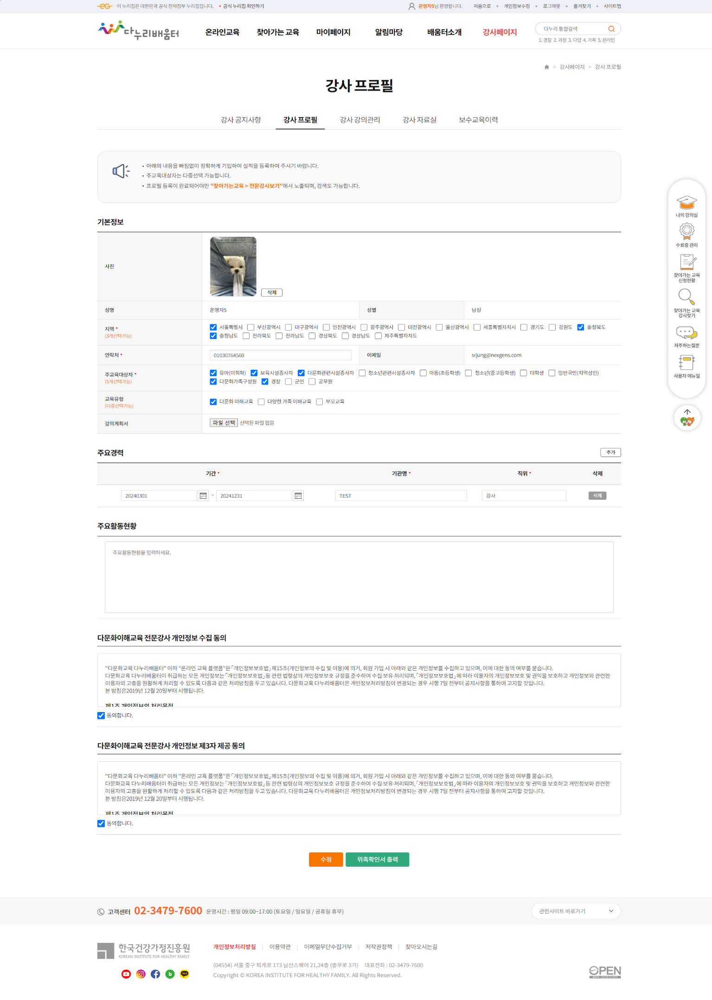 이 누리집은 대한민국 공식 전자정부 누리집입니다. • 공식 누리집 확인하기
운영자5님 환영합니다. 처음으로 개인정보수정 로그아웃 즐겨찾기 사이트맵
다누리배움터
온라인교육 찾아가는 교육 마이페이지 알림마당 배움터소개 강사페이지
다누리 통합검색
1. 경찰 2. 과정 3. 다양 4. 가족 5. 온라인
> 강사페이지 > 강사 프로필
강사 프로필
강사 공지사항 강사 프로필 강사 강의관리 강사 자료실 보수교육이력
• 아래의 내용을 빠짐없이 정확하게 기입하여 실적을 등록하여 주시기 바랍니다.
• 주교육대상자는 다중선택 가능합니다.
• 프로필 등록이 완료되어야만 "찾아가는교육 > 전문강사보기"에서 노출되며, 검색도 가능합니다.
기본정보
사진
삭제
성명 운영자5 성별 남성
지역 •
(3개선택가능)
서울특별시 부산광역시 대구광역시 인천광역시 광주광역시 대전광역시 울산광역시 세종특별자치시 경기도 강원도 충청북도
충청남도 전라북도 전라남도 경상북도 경상남도 제주특별자치도
연락처 • 01030764560 이메일 srjung@nexgens.com
주교육대상자 •
(5개선택가능)
유아(미취학) 보육시설종사자 다문화관련시설종사자 청소년관련시설종사자 아동(초등학생) 청소년(중고등학생) 대학생 일반국민(지역성인)
다문화가족구성원 경찰 군인 공무원
교육유형
(다중선택가능)
다문화 이해교육 다양한 가족 이해교육 부모교육
강의계획서 파일 선택 선택된 파일 없음
주요경력 추가
기간 • 기관명 • 직위 • 삭제
20240301 ~ 20241231 TEST 강사 삭제
주요활동현황
주요활동현황을 입력하세요.
다문화이해교육 전문강사 개인정보 수집 동의
"다문화교육 다누리배움터" 이하 "온라인 교육 플랫폼"은 ｢개인정보보호법｣ 제15조(개인정보의 수집 및 이용)에 의거, 회원 가입 시 아래와 같은 개인정보를 수집하고 있으며, 이에 대한 동의 여부를 묻습니다.
다문화교육 다누리배움터이 취급하는 모든 개인정보는 ｢개인정보보호법｣ 등 관련 법령상의 개인정보보호 규정을 준수하여 수집·보유·처리되며, ｢개인정보보호법｣에 따라 이용자의 개인정보보호 및 권익을 보호하고 개인정보와 관련한
이용자의 고충을 원활하게 처리할 수 있도록 다음과 같은 처리방침을 두고 있습니다. 다문화교육 다누리배움터은 개인정보처리방침이 변경되는 경우 시행 7일 전부터 공지사항을 통하여 고지할 것입니다.
본 방침은2019년 12월 20일부터 시행됩니다.
제1조 개인정보의 처리목적
동의합니다.
다문화이해교육 전문강사 개인정보 제3자 제공 동의
"다문화교육 다누리배움터" 이하 "온라인 교육 플랫폼"은 ｢개인정보보호법｣ 제15조(개인정보의 수집 및 이용)에 의거, 회원 가입 시 아래와 같은 개인정보를 수집하고 있으며, 이에 대한 동의 여부를 묻습니다.
다문화교육 다누리배움터이 취급하는 모든 개인정보는 ｢개인정보보호법｣ 등 관련 법령상의 개인정보보호 규정을 준수하여 수집·보유·처리되며, ｢개인정보보호법｣에 따라 이용자의 개인정보보호 및 권익을 보호하고 개인정보와 관련한
이용자의 고충을 원활하게 처리할 수 있도록 다음과 같은 처리방침을 두고 있습니다. 다문화교육 다누리배움터은 개인정보처리방침이 변경되는 경우 시행 7일 전부터 공지사항을 통하여 고지할 것입니다.
본 방침은2019년 12월 20일부터 시행됩니다.
제1조 개인정보의 처리목적
동의합니다.
수정 위촉확인서 출력
나의 강의실
수료증 관리
찾아가는 교육
신청현황
찾아가는 교육
강사찾기
자주하는질문
사용자 매뉴얼
고객센터 02-3479-7600 운영시간 : 평일 09:00~17:00 (토요일 / 일요일 / 공휴일 휴무) 관련사이트 바로가기
한국건강가정진흥원
KOREAN INSTITUTE FOR HEALTHY FAMILY
개인정보처리방침 | 이용약관 | 이메일무단수집거부 | 저작권정책 | 찾아오시는길
(04554) 서울 중구 퇴계로 173 남산스퀘어 21,24층 (충무로 3가) 대표전화 : 02-3479-7600
Copyright © KOREA INSTITUTE FOR HEALTHY FAMILY. All Rights Reserved.
b TALK
OPEN